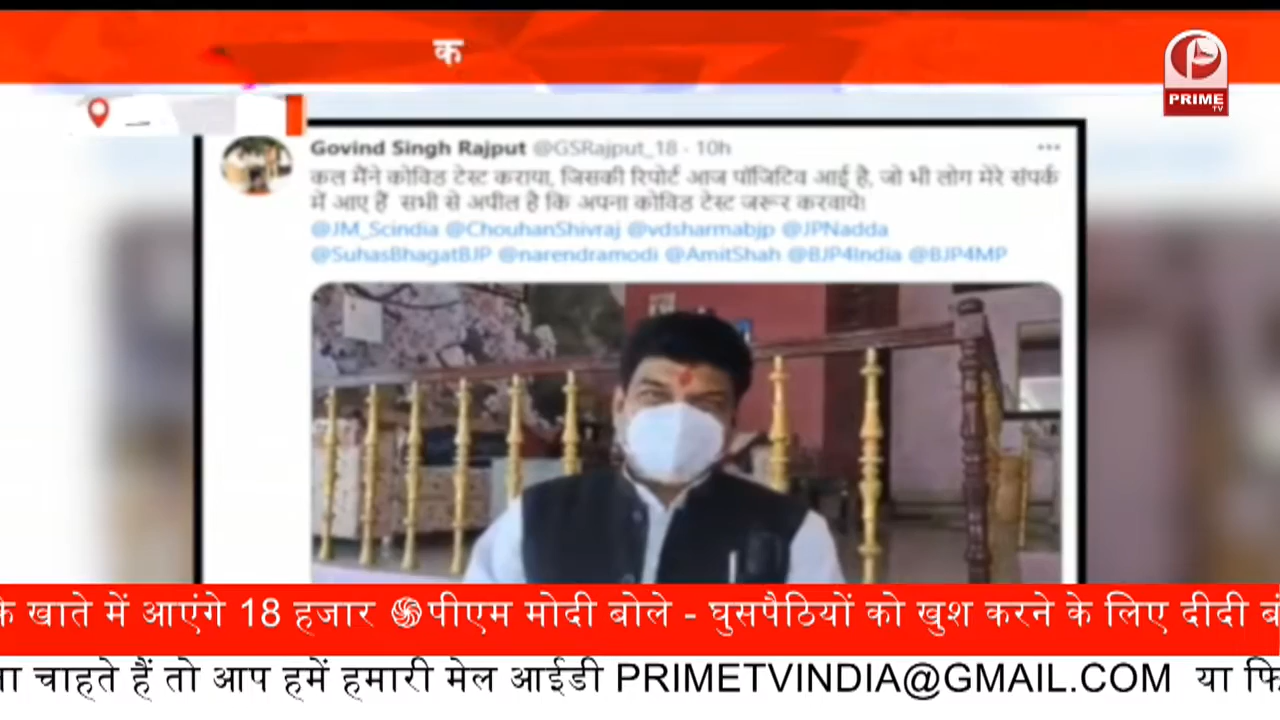 क
PRIME
TV
Govind Singh Rajput @GSRajput_18 · 10h
कल मैंने कोविड टेस्ट कराया, जिसकी रिपोर्ट आज पॉजिटिव आई है, जो भी लोग मेरे संपर्क
में आए हैं सभी से अपील है कि अपना कोविड टेस्ट जरूर करवाये।
@JM_Scindia @ChouhanShivraj @vdsharmabjp @JPNadda
@SuhasBhagatBJP @narendramodi @AmitShah @BJP4India @BJP4MP
के खाते में आएंगे 18 हजार पीएम मोदी बोले - घुसपैठियों को खुश करने के लिए दीदी
चाहते हैं तो आप हमें हमारी मेल आईडी PRIMETVINDIA@GMAIL.COM या